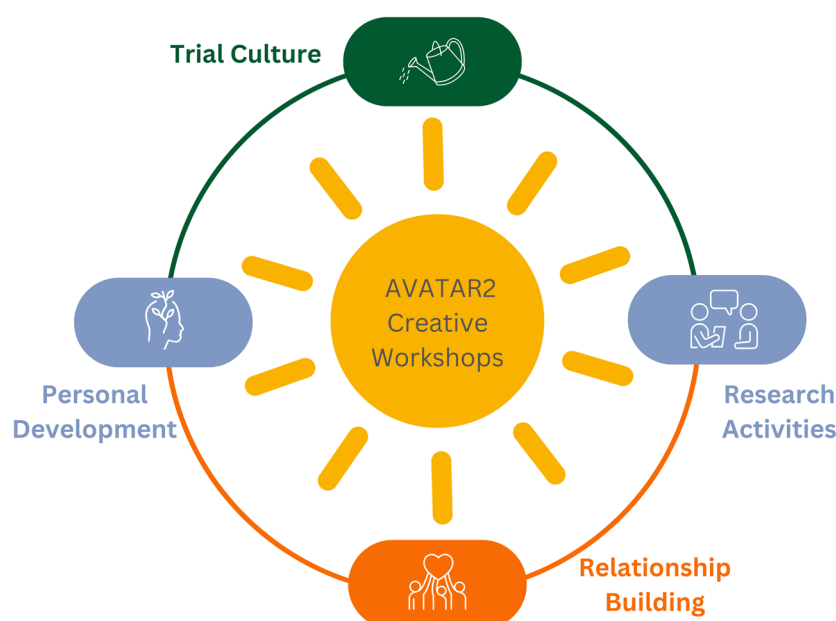 Trial Culture
AVATAR2
Creative
Workshops
Personal
Development
Research
Activities
Relationship
Building